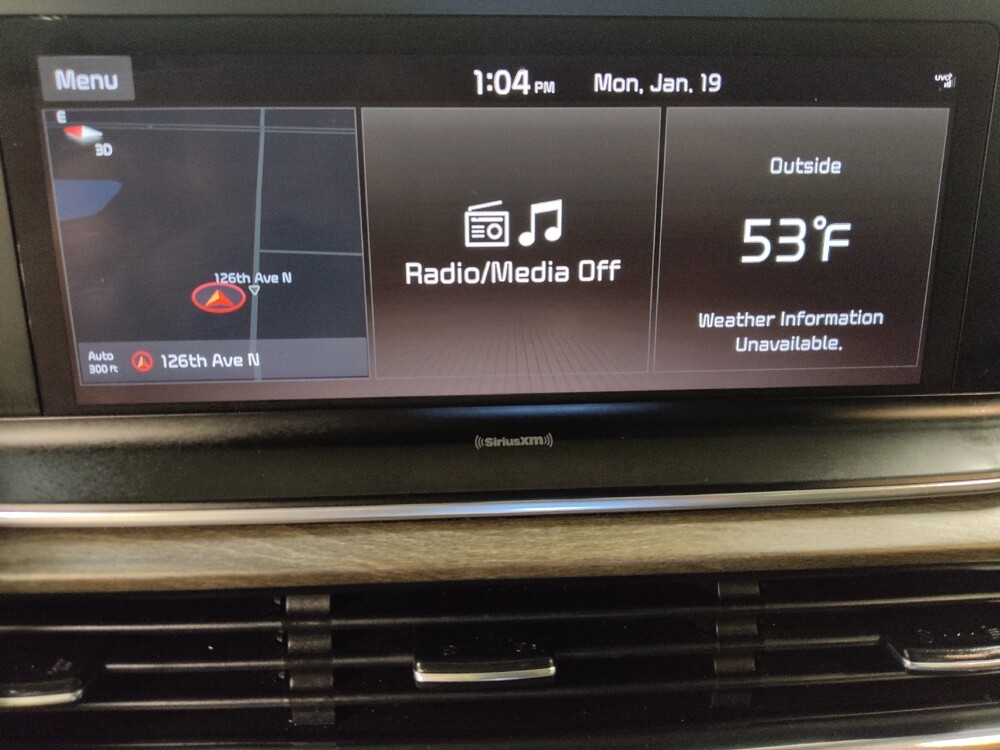 Menu
1:04 PM
Mon, Jan. 19
UVO
E
3D
126th Ave N
Auto
300 ft
126th Ave N
Radio/Media Off
Outside
53°F
Weather Information
Unavailable.
((SiriusXM))